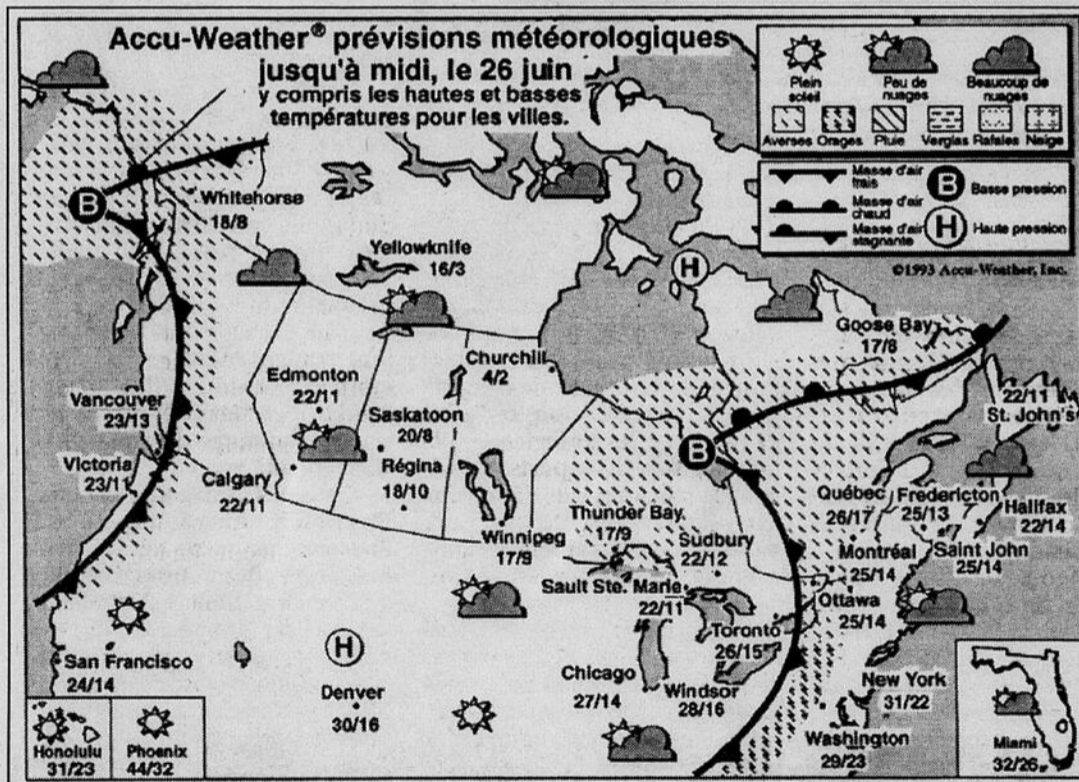 Accu-Weather® prévisions météorologiques
jusqu'à midi, le 26 juin
y compris les hautes et basses
températures pour les villes.
Plein
soleil
Peu de
nuages
Beaucoup de
nuages
Averses Orages Pluie Verglas Rafales Neige
Masse d'air
frais
Masse d'air
chaud
Masse d'air
stagnante
B Basse pression
H Haute pression
©1993 Accu-Weather, Inc.
B
Whitehorse
18/8
Yellowknife
16/3
H
Goose Bay
17/8
Churchill
4/2
Edmonton
22/11
Vancouver
23/13
Saskatoon
20/8
22/11
St. John's
B
Victoria
23/11
Calgary
22/11
Régina
18/10
Winnipeg
17/9
Thunder Bay
17/9
Sudbury
22/12
Québec
26/17
Fredericton
25/13
Halifax
22/14
Montréal
25/14
Saint John
25/14
Sault Ste. Marie
22/11
Ottawa
25/14
Toronto
26/15
H
San Francisco
24/14
Denver
30/16
Chicago
27/14
Windsor
28/16
New York
31/22
Washington
29/23
Honolulu
31/23
Phoenix
44/32
Miami
32/26